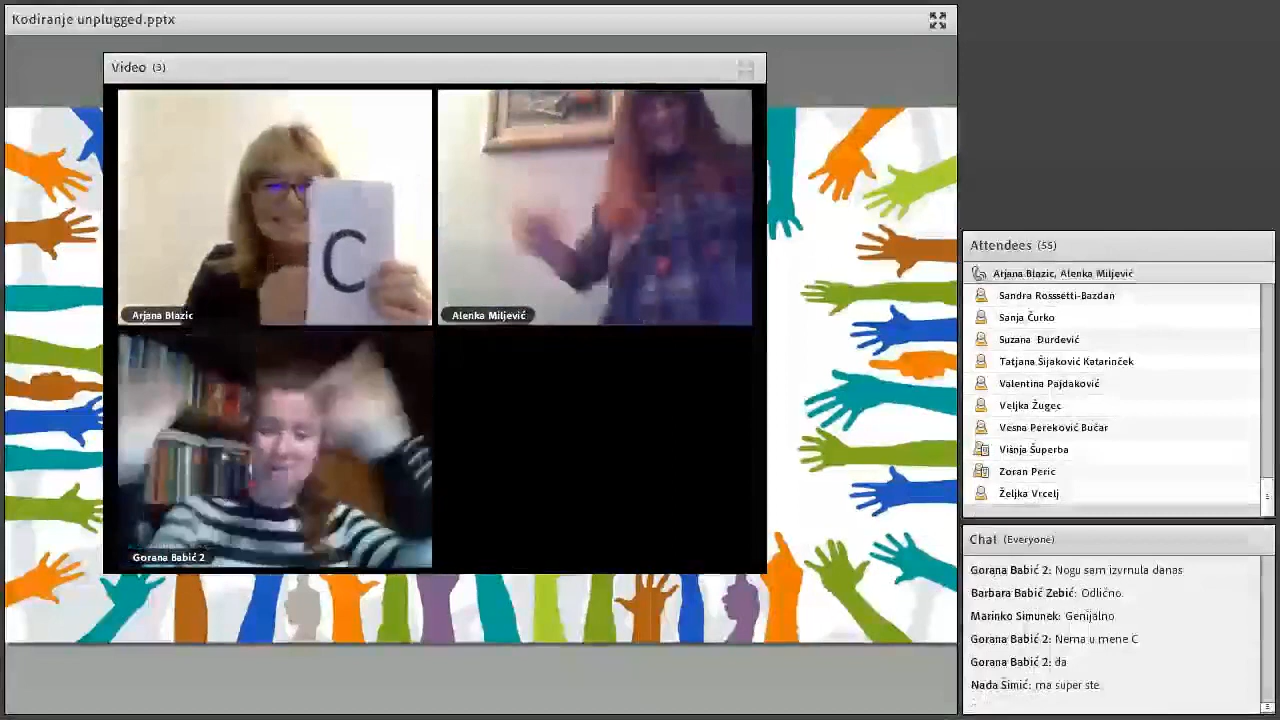 Kodiranje unplugged.pptx
Video (3)
C
Arjana Blazic
Alenka Miljević
Gorana Babić 2
Attendees (55)
Arjana Blazic, Alenka Miljević
Sandra Rosssetti-Bazdan
Sanja Čurko
Suzana Đurđević
Tatjana Šijaković Katarinček
Valentina Pajdaković
Veljka Žugec
Vesna Pereković Bučar
Višnja Šuperba
Zoran Peric
Željka Vrcelj
Chat (Everyone)
Gorana Babić 2: Nogu sam izvrnula danas
Barbara Babić Zebić: Odlično.
Marinko Simunek: Genijalno
Gorana Babić 2: Nema u mene C
Gorana Babić 2: da
Nada Simić: ma super ste